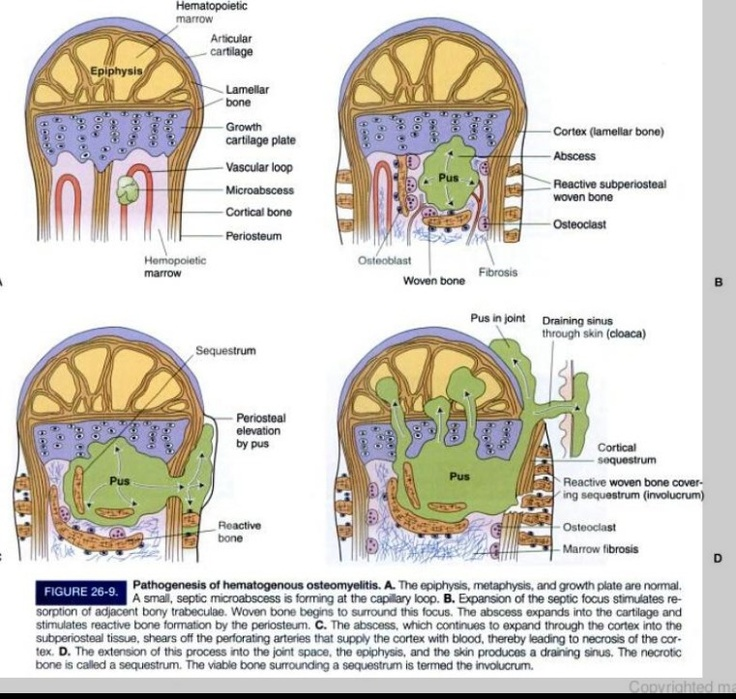 Hematopoietic
marrow
Articular
cartilage
Epiphysis
Lamellar
bone
Growth
cartilage plate
Vascular loop
Microabscess
Cortical bone
Periosteum
Hemopoietic
marrow
Cortex (lamellar bone)
Abscess
Pus
Reactive subperiosteal
woven bone
Osteoclast
Osteoblast
Fibrosis
Woven bone
B
Sequestrum
Periosteal
elevation
by pus
Pus
Reactive
bone
Pus in joint
Draining sinus
through skin (cloaca)
Cortical
sequestrum
Pus
Reactive woven bone cover-
ing sequestrum (involucrum)
Osteoclast
Marrow fibrosis
D
FIGURE 26-9. Pathogenesis of hematogenous osteomyelitis. A. The epiphysis, metaphysis, and growth plate are normal.
A small, septic microabscess is forming at the capillary loop. B. Expansion of the septic focus stimulates re-
sorption of adjacent bony trabeculae. Woven bone begins to surround this focus. The abscess expands into the cartilage and
stimulates reactive bone formation by the periosteum. C. The abscess, which continues to expand through the cortex into the
subperiosteal tissue, shears off the perforating arteries that supply the cortex with blood, thereby leading to necrosis of the cor-
tex. D. The extension of this process into the joint space, the epiphysis, and the skin produces a draining sinus. The necrotic
bone is called a sequestrum. The viable bone surrounding a sequestrum is termed the involucrum.
Copyrighted